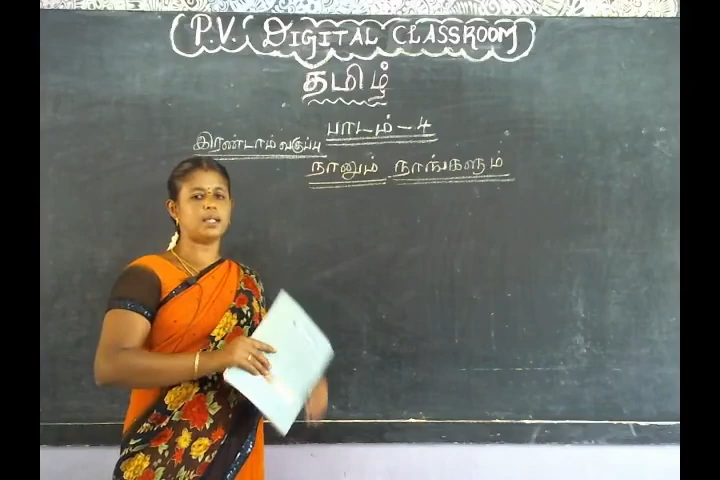 P.V. DIGITAL CLASSROOM
தமிழ்
பாடம் - 4
இரண்டாம் வகுப்பு
நானும் நாங்களும்